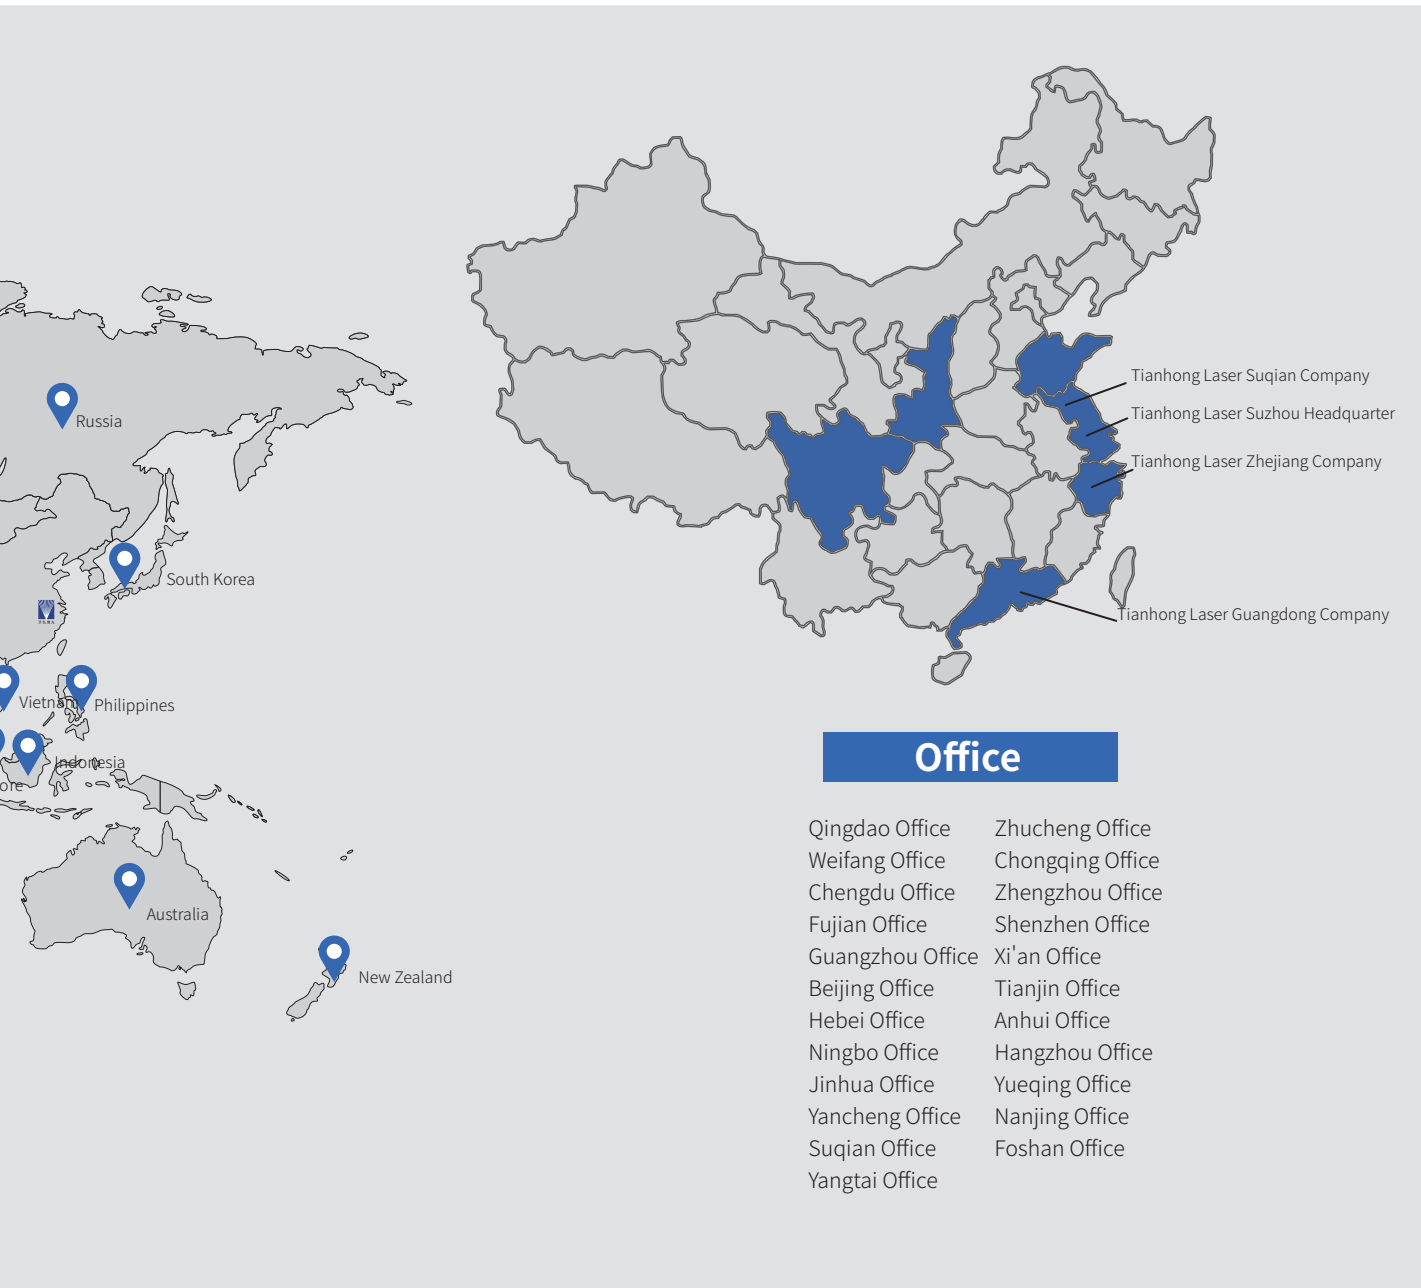 Russia
South Korea
Vietnam
Philippines
Indonesia
ore
Australia
New Zealand
Tianhong Laser Suqian Company
Tianhong Laser Suzhou Headquarter
Tianhong Laser Zhejiang Company
Tianhong Laser Guangdong Company
Office
Qingdao Office
Weifang Office
Chengdu Office
Fujian Office
Guangzhou Office
Beijing Office
Hebei Office
Ningbo Office
Jinhua Office
Yancheng Office
Suqian Office
Yangtai Office
Zhucheng Office
Chongqing Office
Zhengzhou Office
Shenzhen Office
Xi'an Office
Tianjin Office
Anhui Office
Hangzhou Office
Yueqing Office
Nanjing Office
Foshan Office